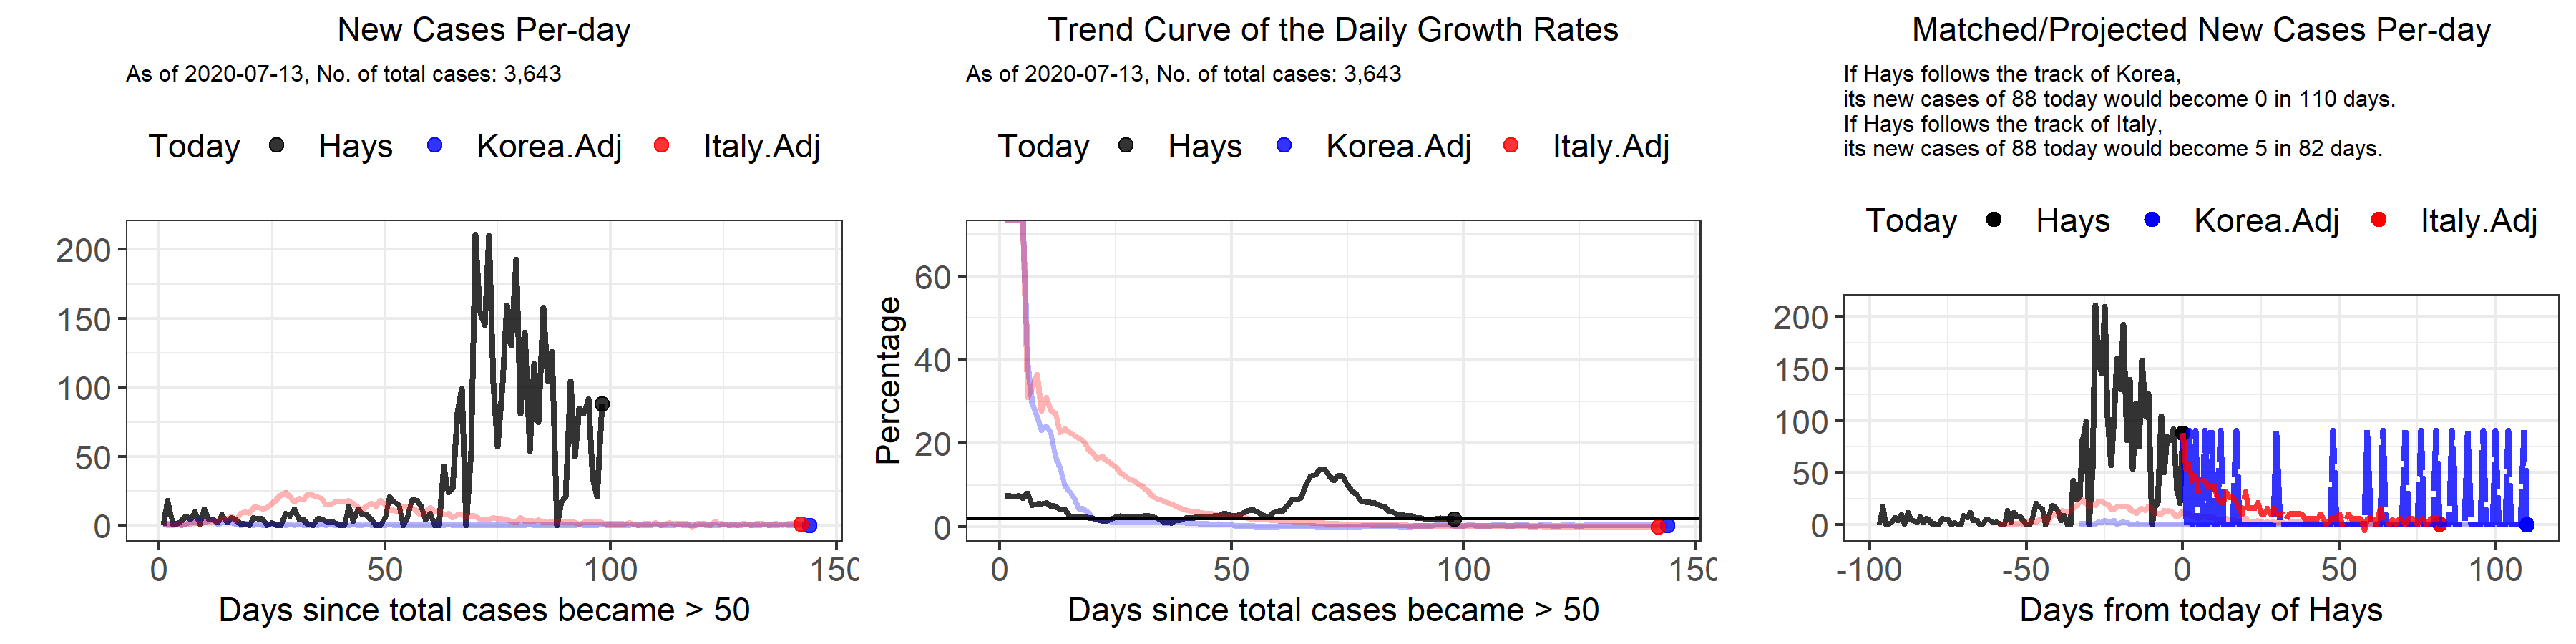 New Cases Per-day
As of 2020-07-13, No. of total cases: 3,643
Today Hays Korea.Adj Italy.Adj
200
150
100
50
0
0 50 100 150
Days since total cases became > 50
Trend Curve of the Daily Growth Rates
As of 2020-07-13, No. of total cases: 3,643
Today Hays Korea.Adj Italy.Adj
Percentage
60
40
20
0
0 50 100 150
Days since total cases became > 50
Matched/Projected New Cases Per-day
If Hays follows the track of Korea,
its new cases of 88 today would become 0 in 110 days.
If Hays follows the track of Italy,
its new cases of 88 today would become 5 in 82 days.
Today Hays Korea.Adj Italy.Adj
200
150
100
50
0
-100 -50 0 50 100
Days from today of Hays